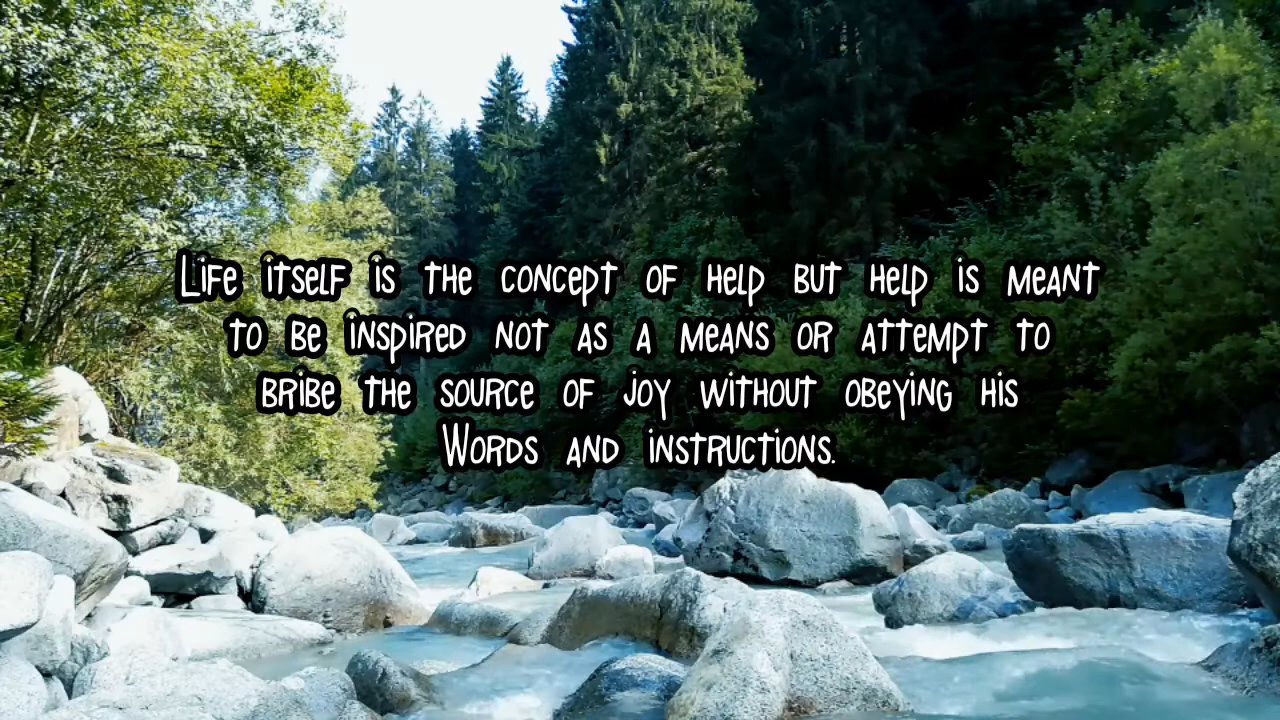 Life itself is the concept of help but help is meant
to be inspired not as a means or attempt to
bribe the source of joy without obeying his
Words and instructions.